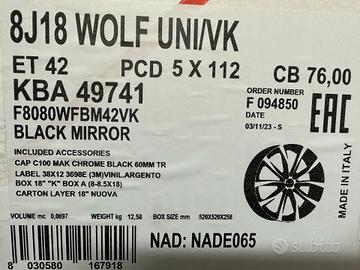 8J18 WOLF UNI/VK
ET 42 PCD 5 X 112 CB 76,00
KBA 49741
F8080WFBM42VK
BLACK MIRROR
ORDER NUMBER
F 094850
DATE
03/11/23 - S
EAC
INCLUDED ACCESSORIES
CAP C100 MAK CHROME BLACK 60MM TR
LABEL 38X12 3698E (3M)VINIL.ARGENTO
BOX 18" "K" BOX A (8-8.5X18)
CARTON LAYER 18" NUOVA
VOLUME mc 0,0697 WEIGHT kg 12,58 BOX SIZE mm 520X520X258
8 030580 167918
NAD: NADE065
subito